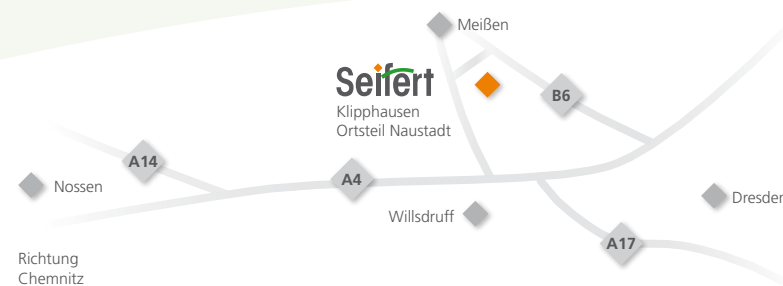 Meißen
Seifert
Klipphausen
Ortsteil Naustadt
B6
A14
Nossen
A4
Willsdruff
Dresden
A17
Richtung
Chemnitz